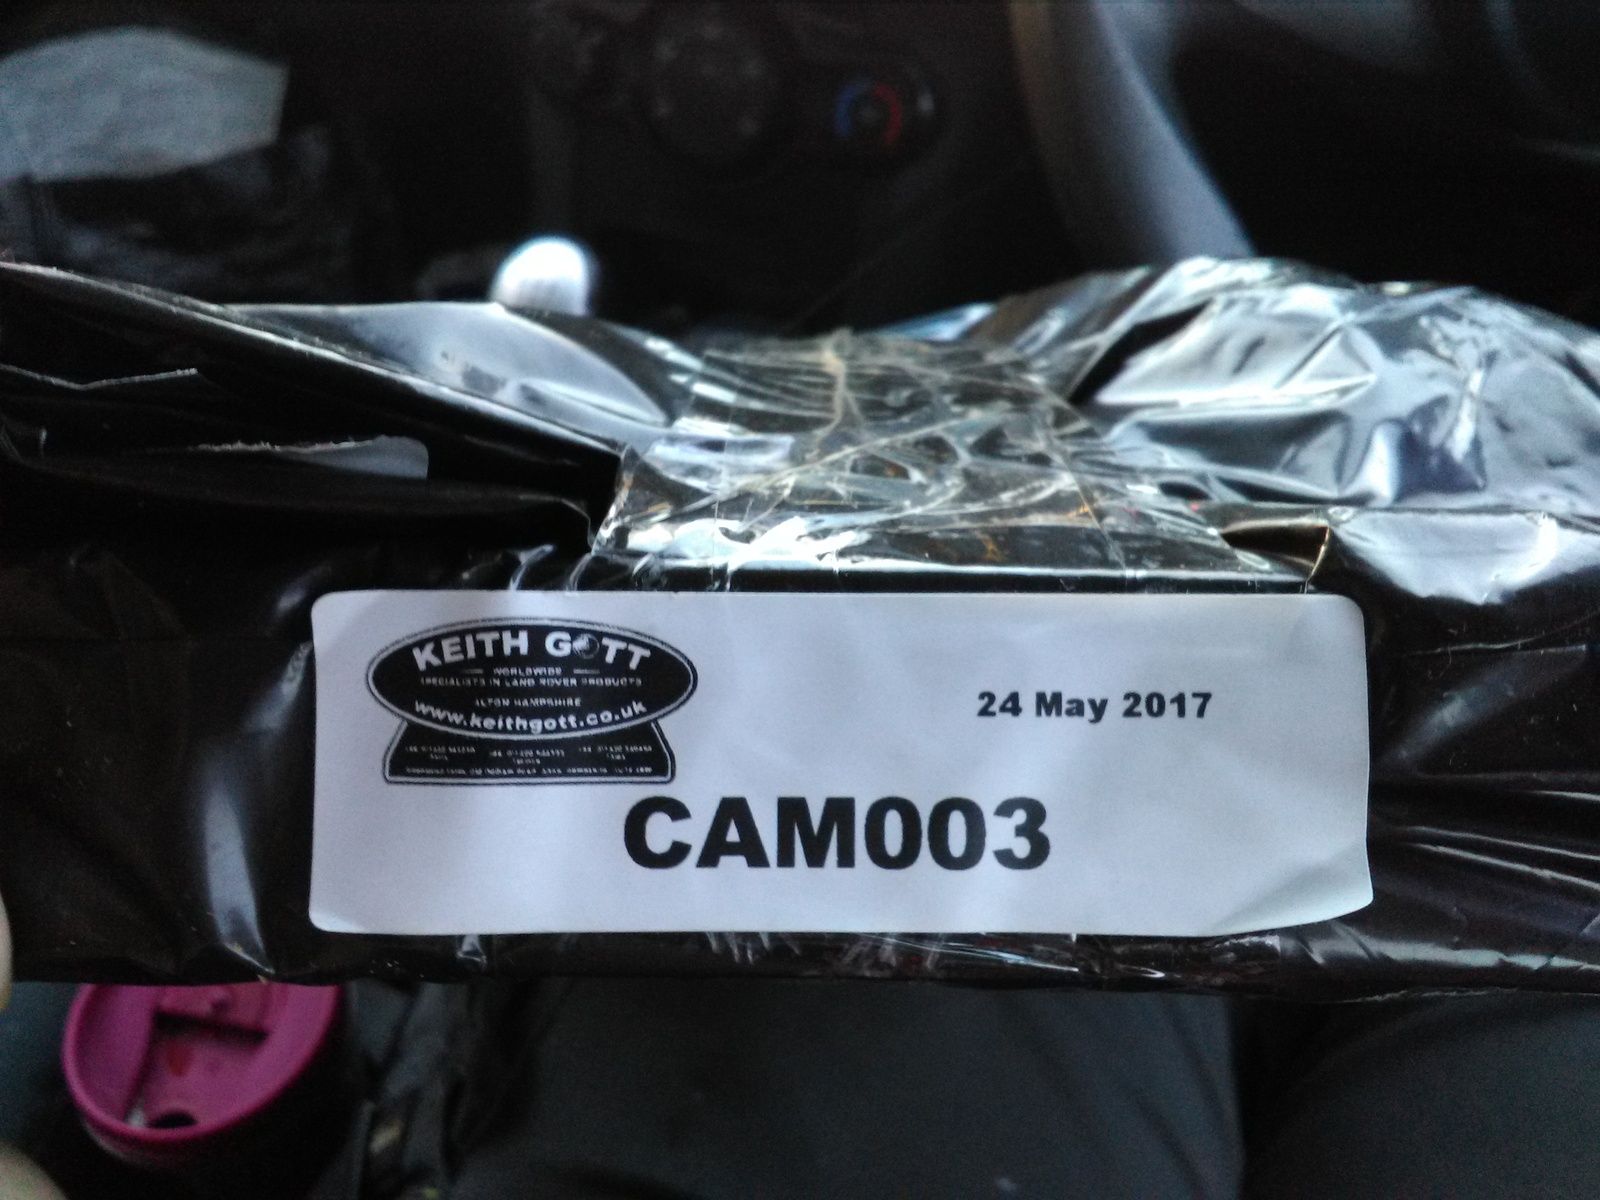 KEITH GOTT
WORLDWIDE
SPECIALISTS IN LAND ROVER PRODUCTS
ALTON HAMPSHIRE
www.keithgott.co.uk
24 May 2017
CAM003